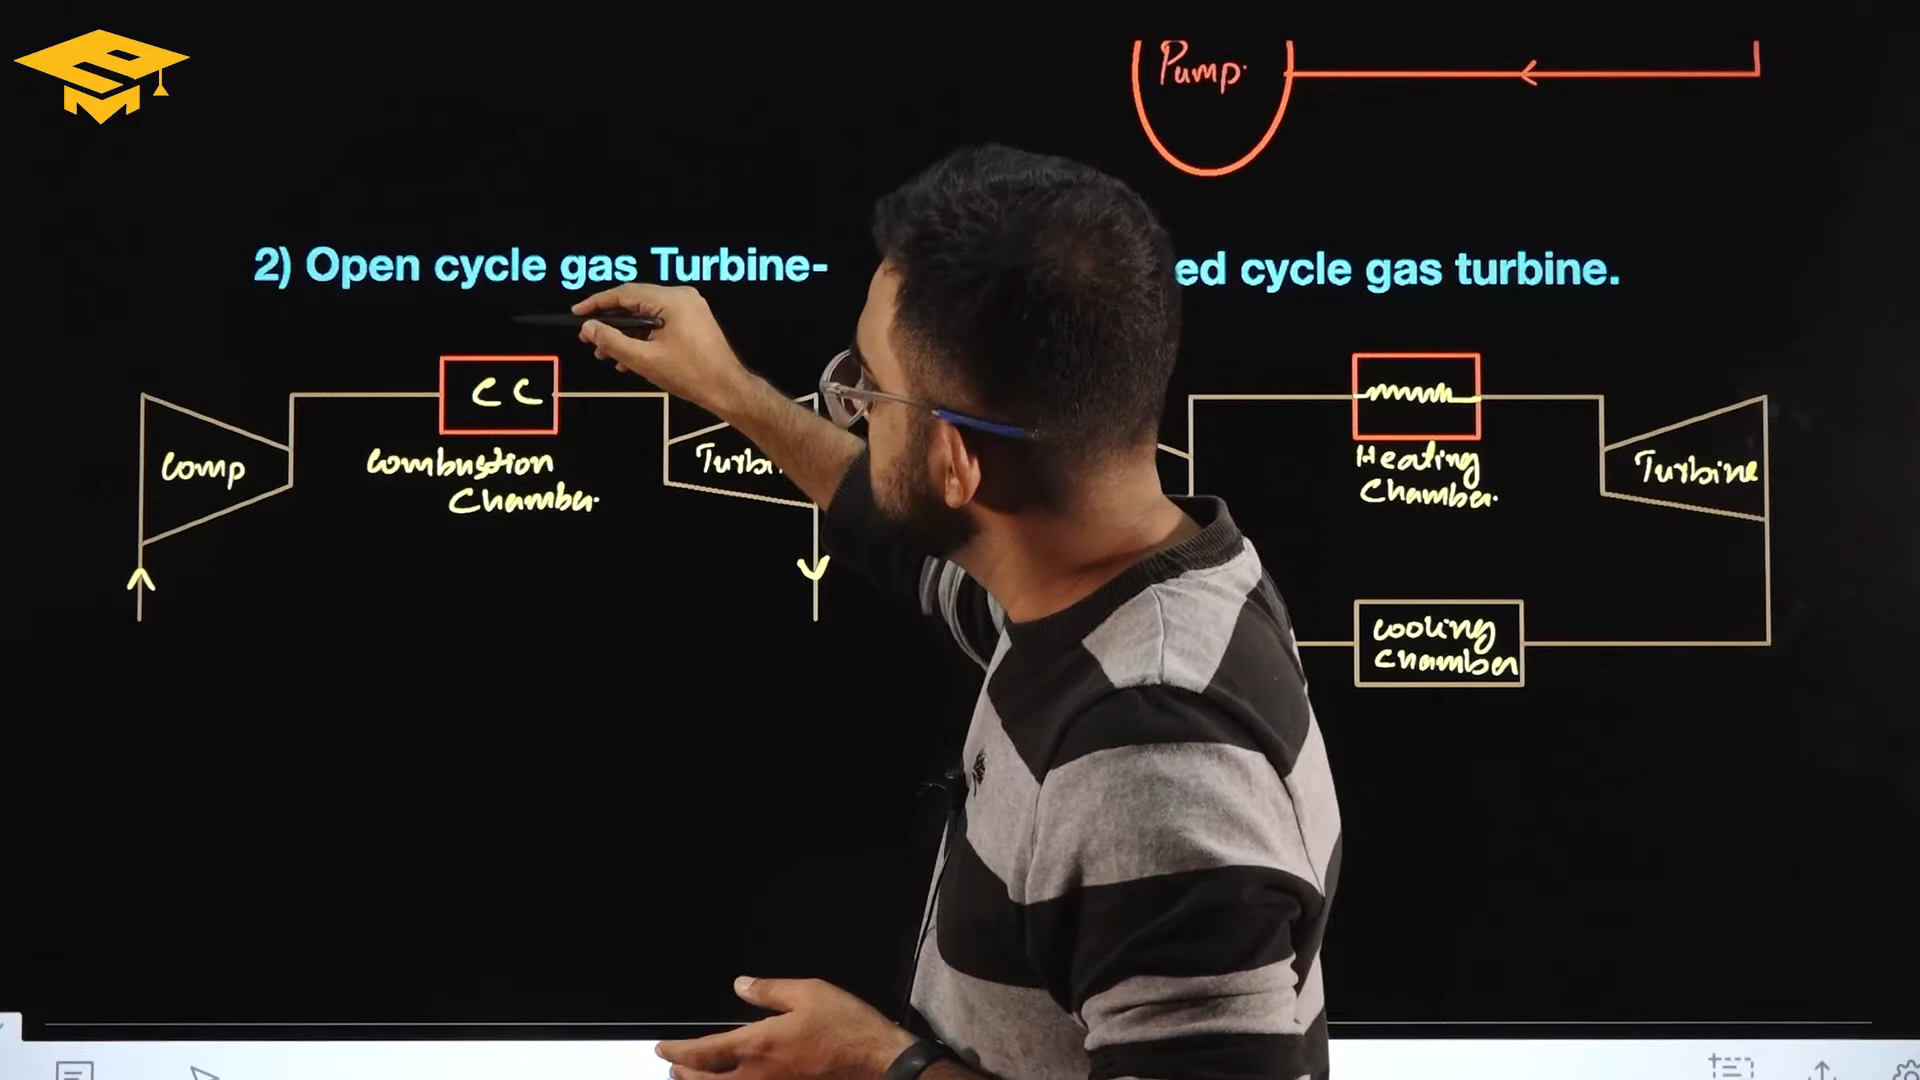 Pump.
2) Open cycle gas Turbine-
ed cycle gas turbine.
CC
Comp
Combustion
Chamber.
Heating
Chamber.
Turbine
cooling
chamber